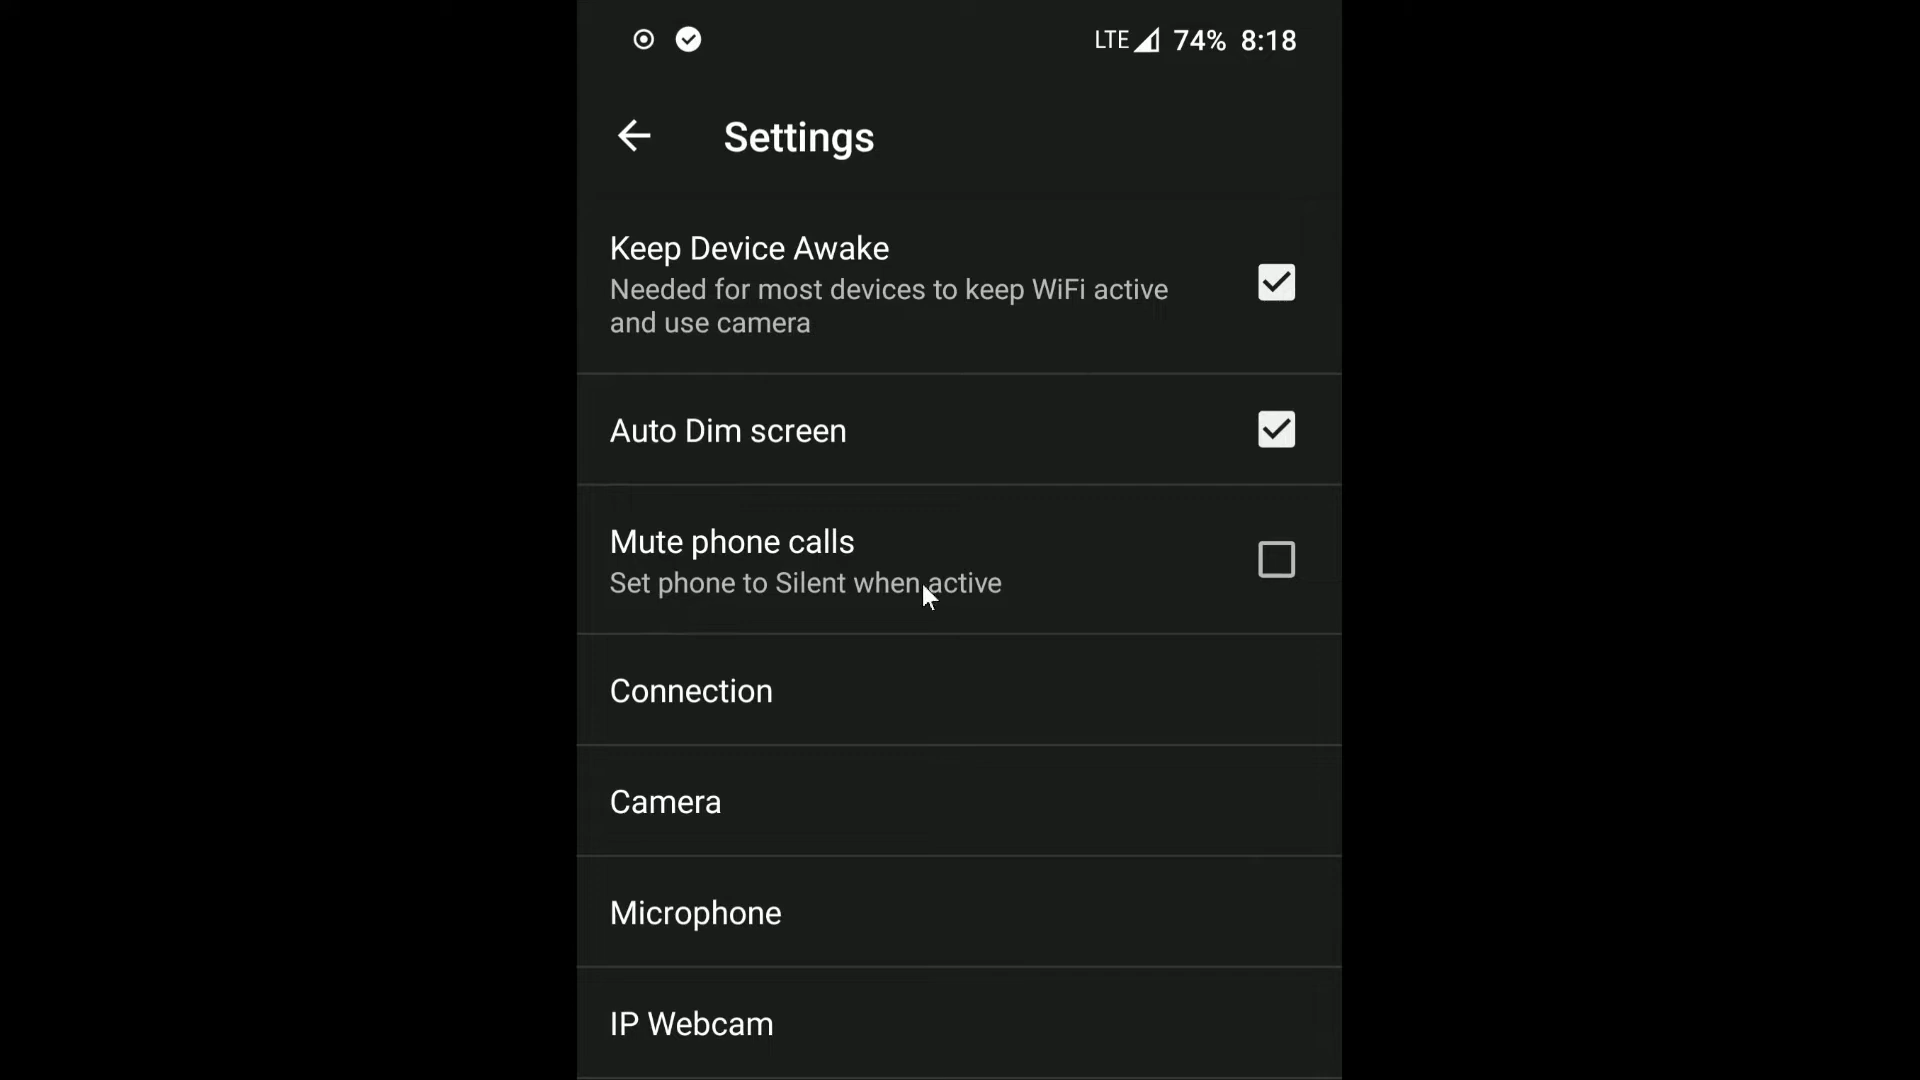 LTE 74% 8:18
Settings
Keep Device Awake
Needed for most devices to keep WiFi active
and use camera
Auto Dim screen
Mute phone calls
Set phone to Silent when active
Connection
Camera
Microphone
IP Webcam